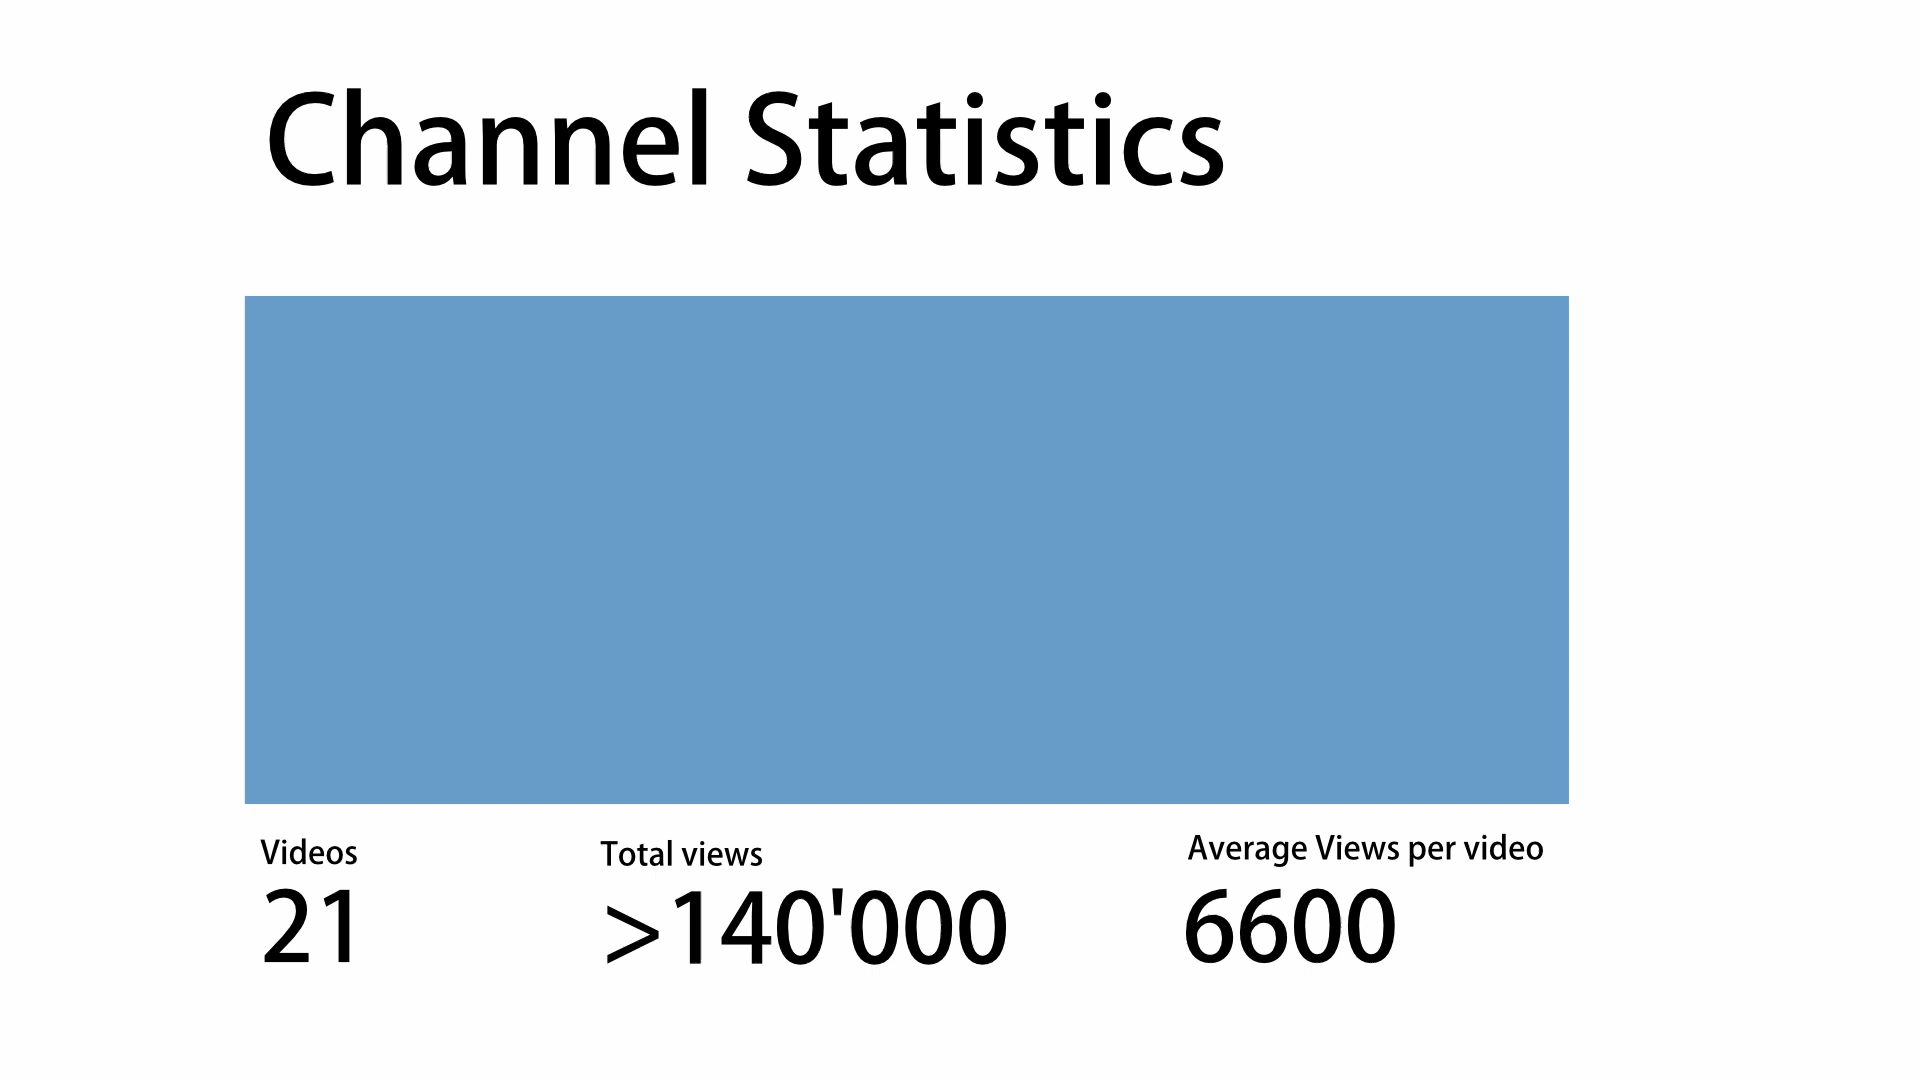 Channel Statistics
Videos
21
Total views
>140'000
Average Views per video
6600